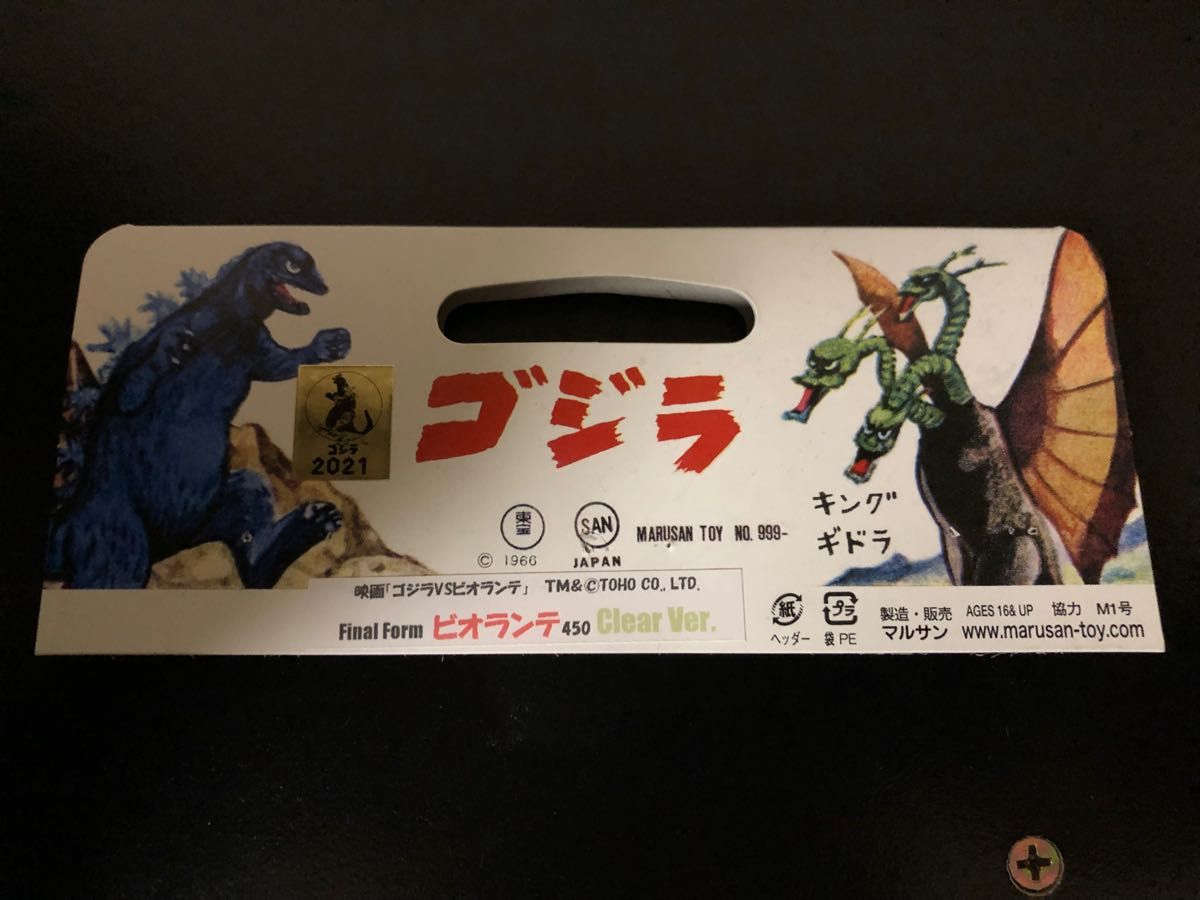 ゴジラ
ゴジラ
2021
東宝
SAN
© 1966
JAPAN
MARUSAN TOY NO. 999-
キング
ギドラ
映画「ゴジラVSビオランテ」 TM&©TOHO CO., LTD.
Final Form ビオランテ450 Clear Ver.
紙
ヘッダー
プラ
袋 PE
製造・販売
マルサン
AGES 16& UP 協力 M1号
www.marusan-toy.com